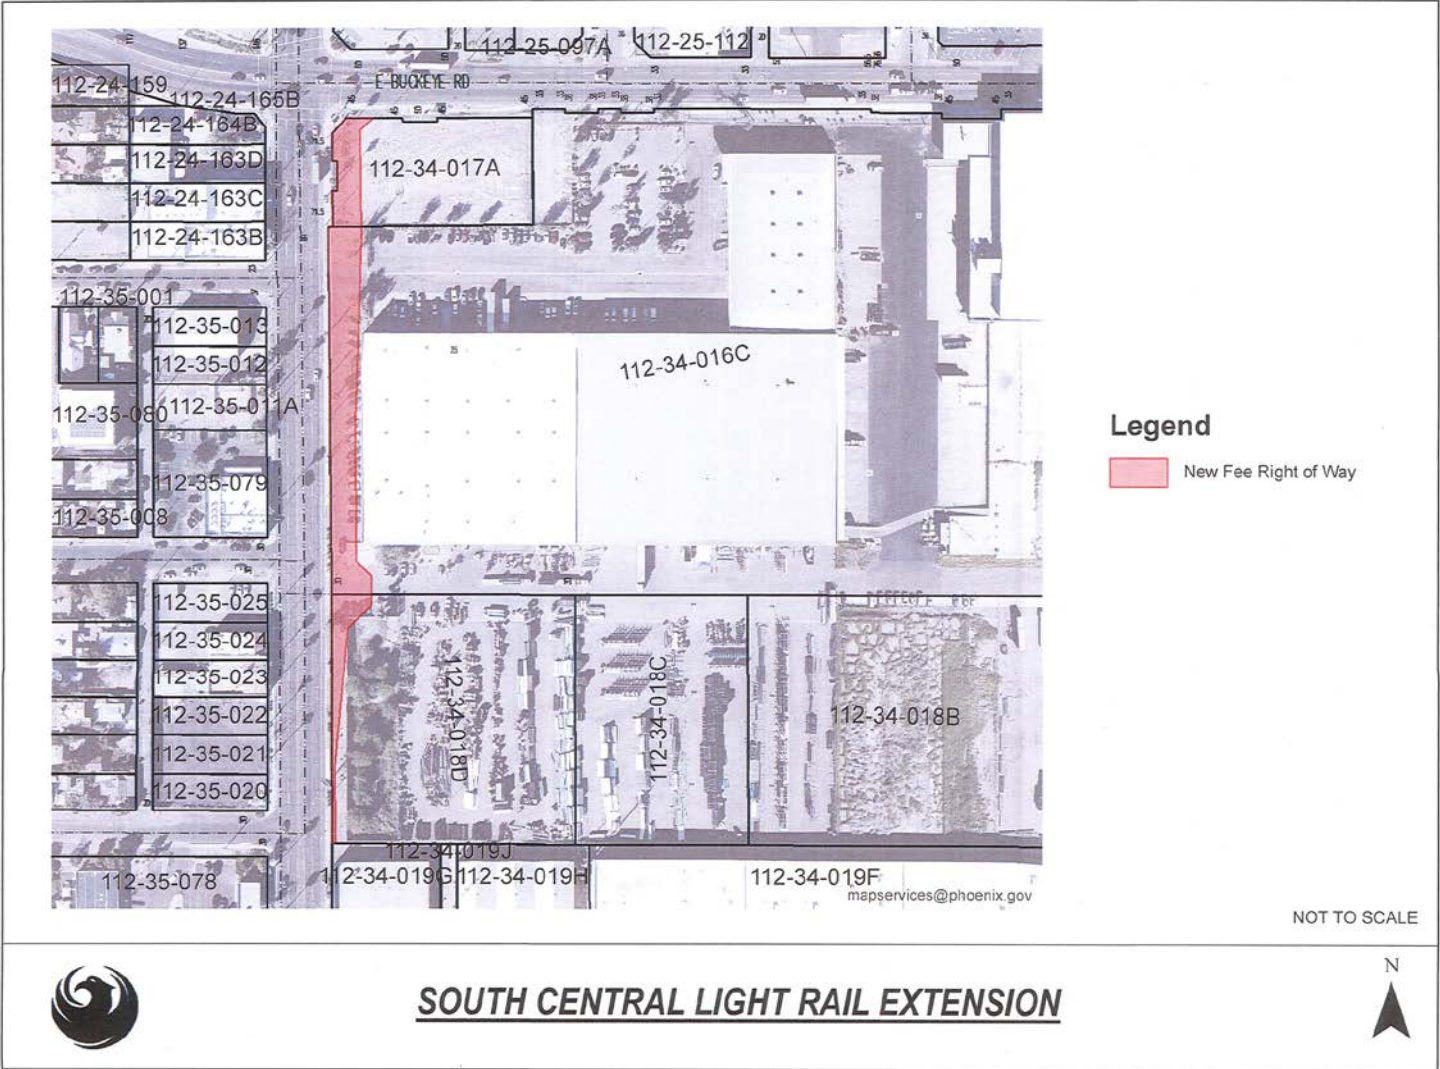 112-25-097A
112-25-112
112-24-159
E BUCKEYE RD
112-24-165B
112-24-164B
112-24-163D
112-34-017A
112-24-163C
112-24-163B
112-35-001
112-35-013
112-35-012
112-34-016C
112-35-080
112-35-011A
112-35-079
112-35-008
Legend
New Fee Right of Way
112-35-025
112-35-024
112-35-023
112-35-022
112-35-021
112-35-020
112-34-018D
112-34-018C
112-34-018B
112-34-019J
112-35-078
112-34-019G
112-34-019H
112-34-019F
mapservices@phoenix.gov
NOT TO SCALE
SOUTH CENTRAL LIGHT RAIL EXTENSION
N